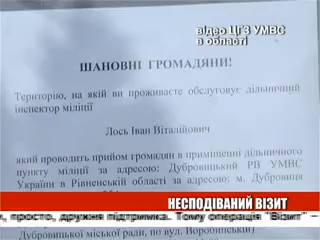 відео ЦГЗ УМВС
в області
ШАНОВНІ ГРОМАДЯНИ!
Територію, на якій ви проживаєте обслуговує дільничний
інспектор міліції
Лось Іван Віталійович
який проводить прийом громадян в приміщенні дільничного
пункту міліції за адресою: Дубровицький РВ УМВС
України в Рівненській області за адресою: м. Дубровиця
НЕСПОДІВАНИЙ ВІЗИТ
просто, дружня підтримка. Тому операція "Візит" –
Дубровицької міської ради, по вул. Воробинській)